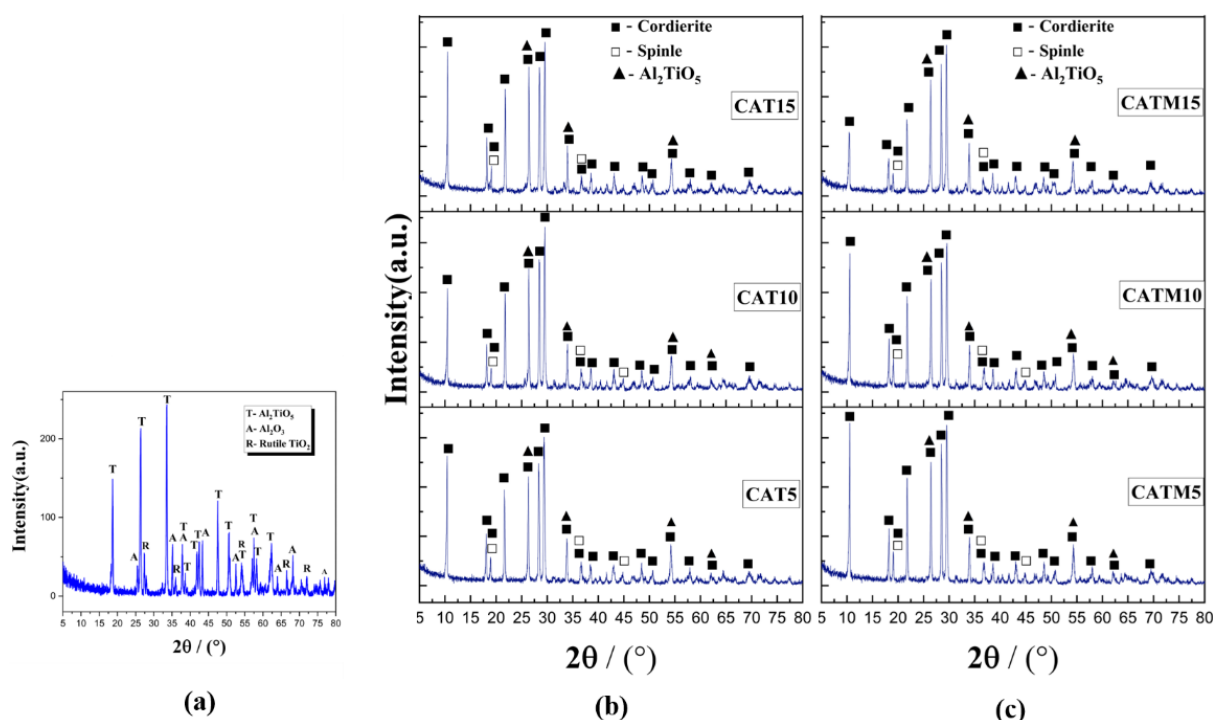 250
200
100
0
Intensity(a.u.)
T- Al₂TiO₅
A- Al₂O₃
R- Rutile TiO₂
T
T
T
A
R
A
R
T
A
T
T
T
A
T
T
A
R
T
T
A
T
T
A
R
A
R
A
5 10 15 20 25 30 35 40 45 50 55 60 65 70 75 80
2θ / (°)
(a)
Intensity(a.u.)
■ - Cordierite
□ - Spinle
▲ - Al₂TiO₅
CAT15
CAT10
CAT5
5 10 15 20 25 30 35 40 45 50 55 60 65 70 75 80
2θ / (°)
(b)
■ - Cordierite
□ - Spinle
▲ - Al₂TiO₅
CATM15
CATM10
CATM5
5 10 15 20 25 30 35 40 45 50 55 60 65 70 75 80
2θ / (°)
(c)